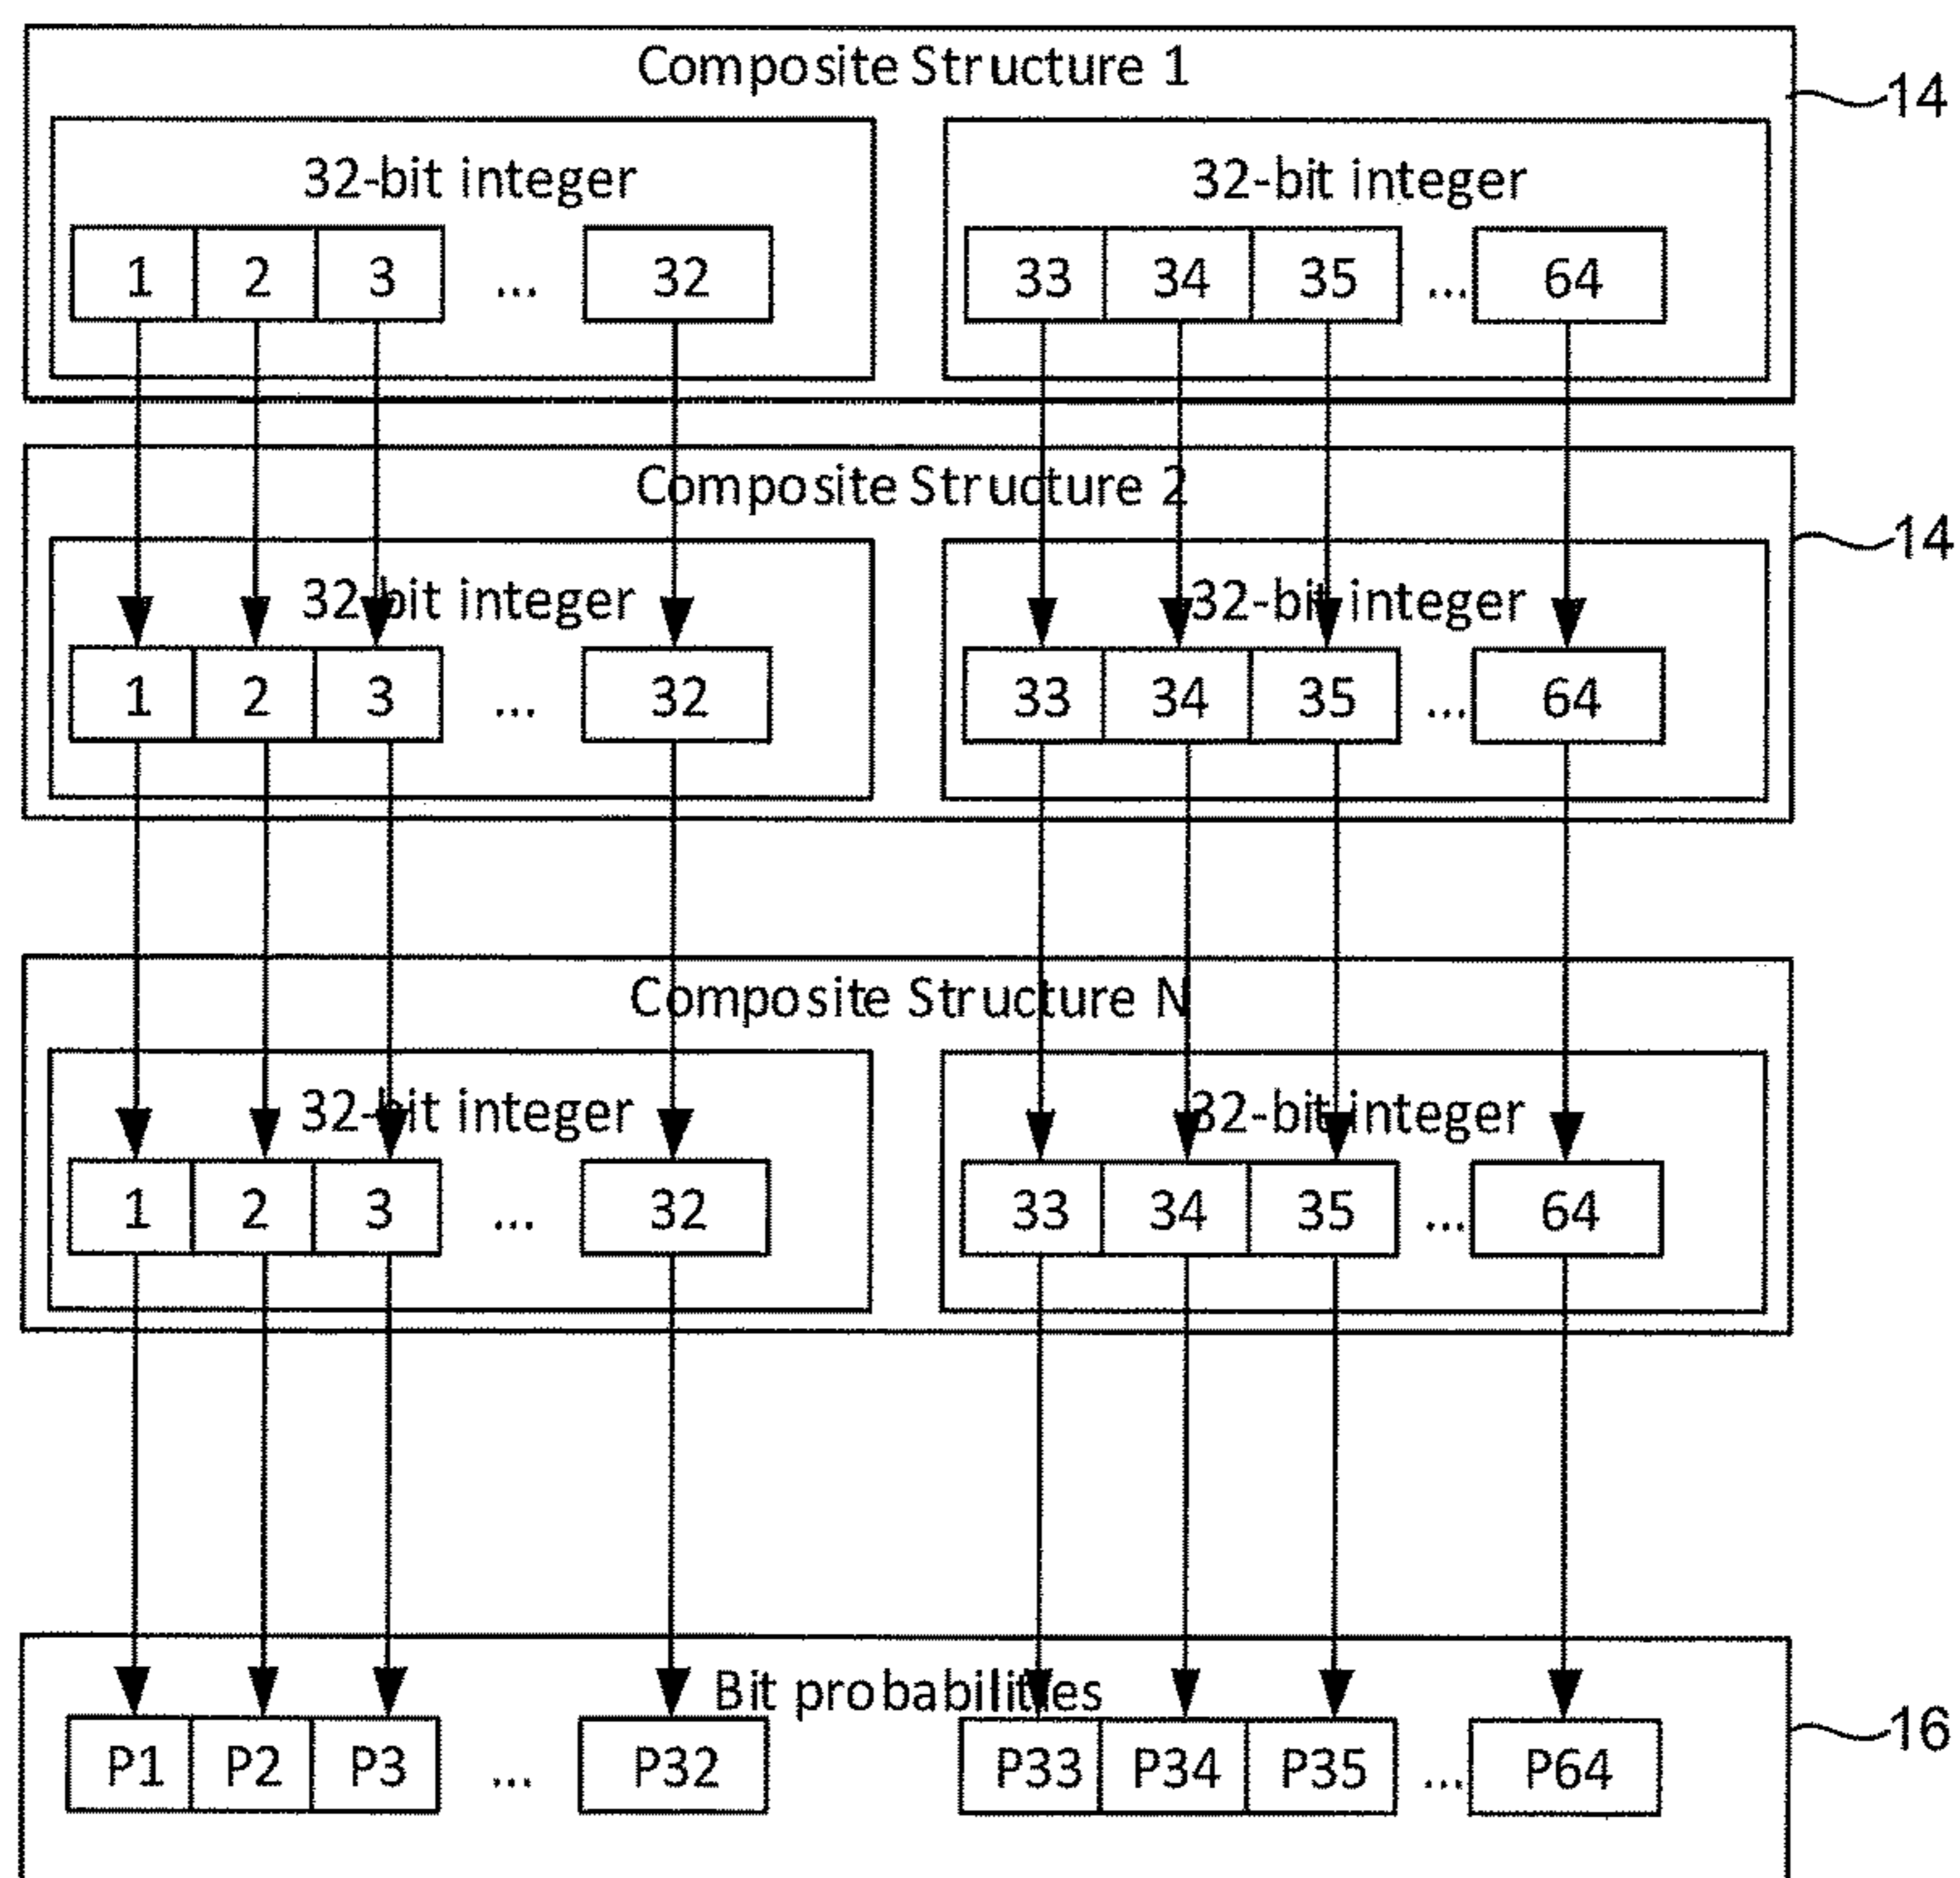 Composite Structure 1
14
32-bit integer 32-bit integer
1 2 3 ... 32 33 34 35 ... 64
Composite Structure 2
14
32-bit integer 32-bit integer
1 2 3 ... 32 33 34 35 ... 64
Composite Structure N
32-bit integer 32-bit integer
1 2 3 ... 32 33 34 35 ... 64
Bit probabilities
16
P1 P2 P3 ... P32 P33 P34 P35 ... P64